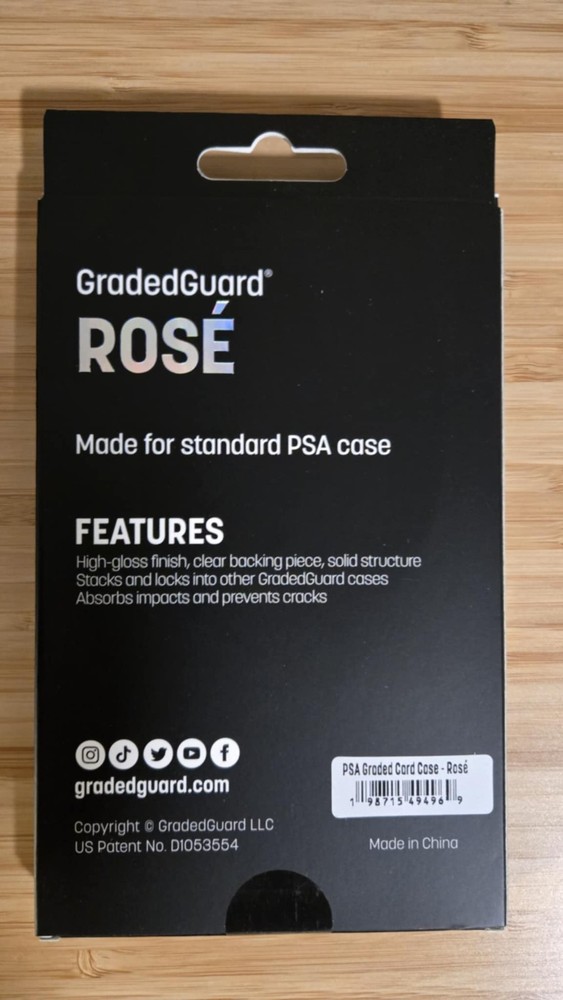 GradedGuard®
ROSÉ
Made for standard PSA case
FEATURES
High-gloss finish, clear backing piece, solid structure
Stacks and locks into other GradedGuard cases
Absorbs impacts and prevents cracks
gradedguard.com
Copyright © GradedGuard LLC
US Patent No. D1053554
PSA Graded Card Case - Rosé
1 98715 49496 9
Made in China